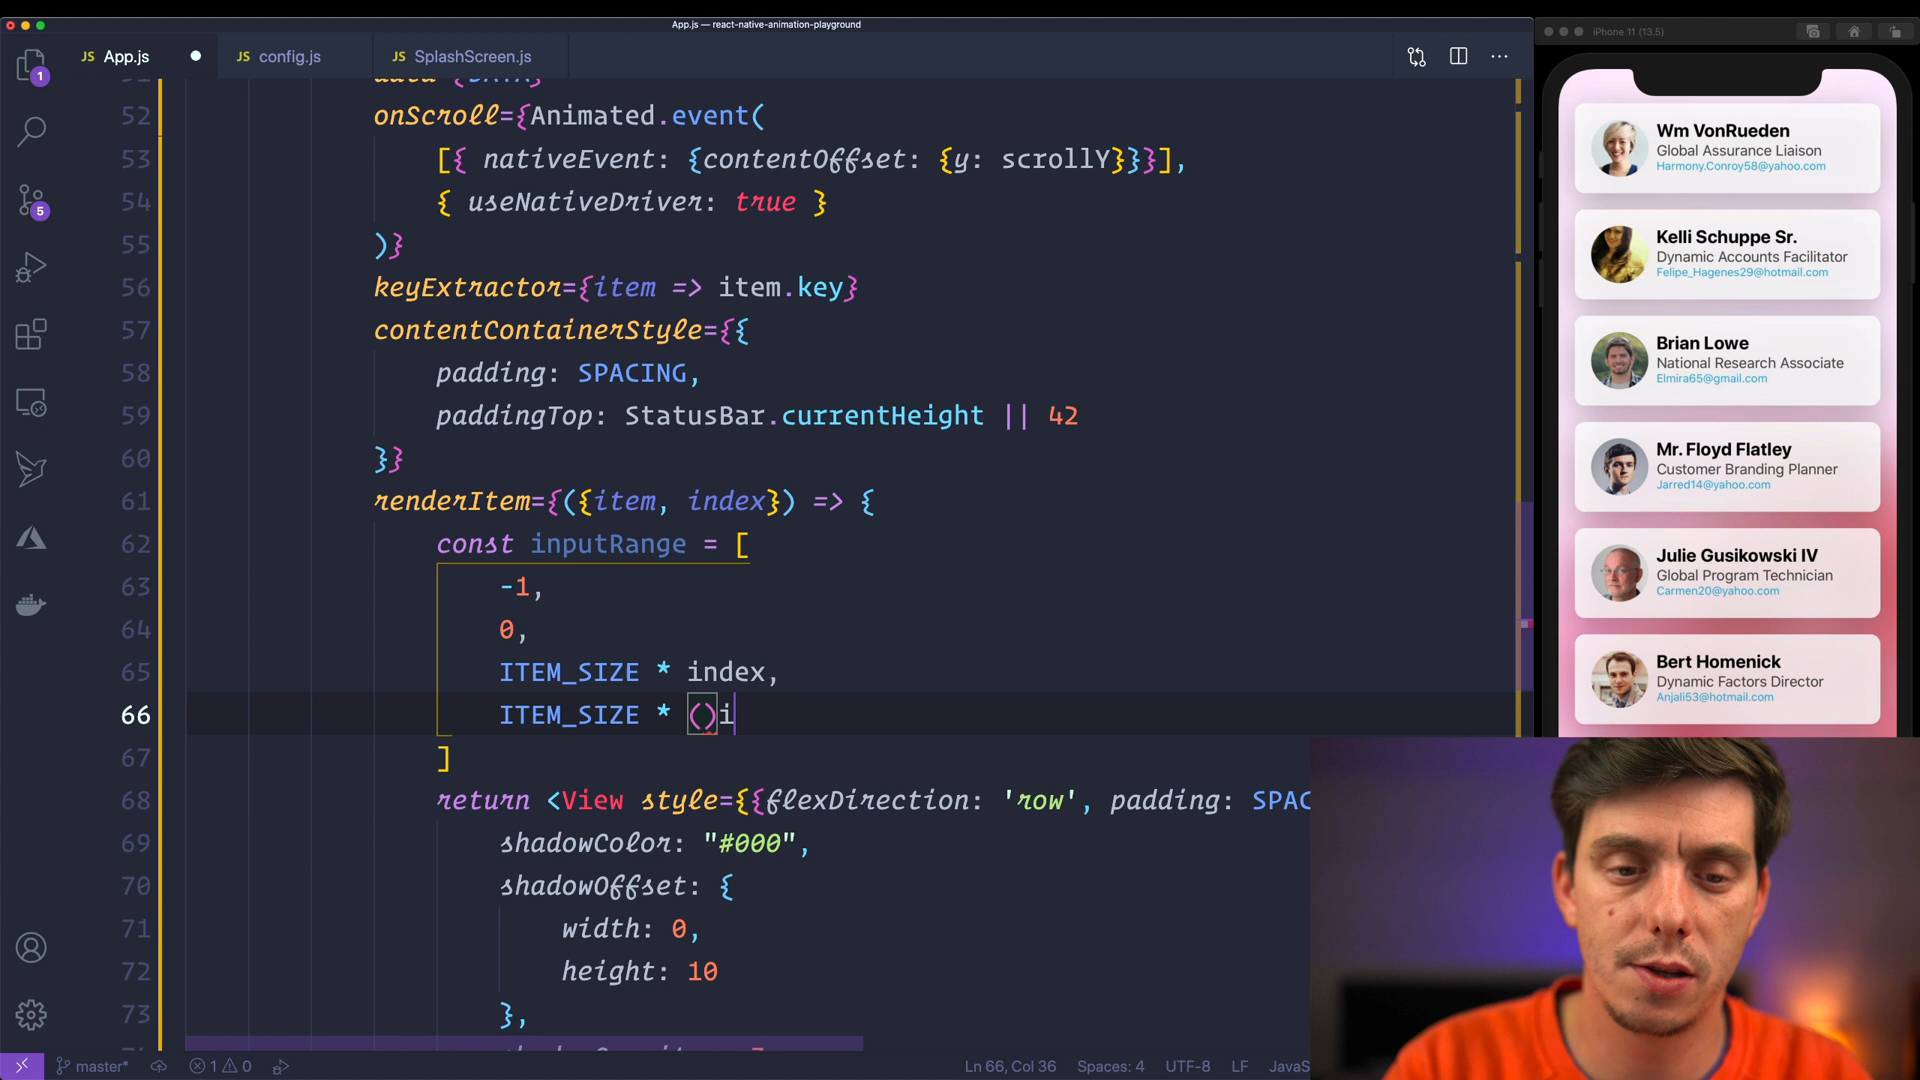 App.js — react-native-animation-playground
JS App.js
JS config.js
JS SplashScreen.js
1
5
52 onScroll={Animated.event(
53 [{ nativeEvent: {contentOffset: {y: scrollY}}}],
54 { useNativeDriver: true }
55 )}
56 keyExtractor={item => item.key}
57 contentContainerStyle={{
58 padding: SPACING,
59 paddingTop: StatusBar.currentHeight || 42
60 }}
61 renderItem={({item, index}) => {
62 const inputRange = [
63 -1,
64 0,
65 ITEM_SIZE * index,
66 ITEM_SIZE * ()i
67 ]
68 return <View style={{flexDirection: 'row', padding: SPAC
69 shadowColor: "#000",
70 shadowOffset: {
71 width: 0,
72 height: 10
73 },
master*
1
0
Ln 66, Col 36
Spaces: 4
UTF-8
LF
JavaS
iPhone 11 (13.5)
Wm VonRueden
Global Assurance Liaison
Harmony.Conroy58@yahoo.com
Kelli Schuppe Sr.
Dynamic Accounts Facilitator
Felipe_Hagenes29@hotmail.com
Brian Lowe
National Research Associate
Elmira65@gmail.com
Mr. Floyd Flatley
Customer Branding Planner
Jarred14@yahoo.com
Julie Gusikowski IV
Global Program Technician
Carmen20@yahoo.com
Bert Homenick
Dynamic Factors Director
Anjali53@hotmail.com